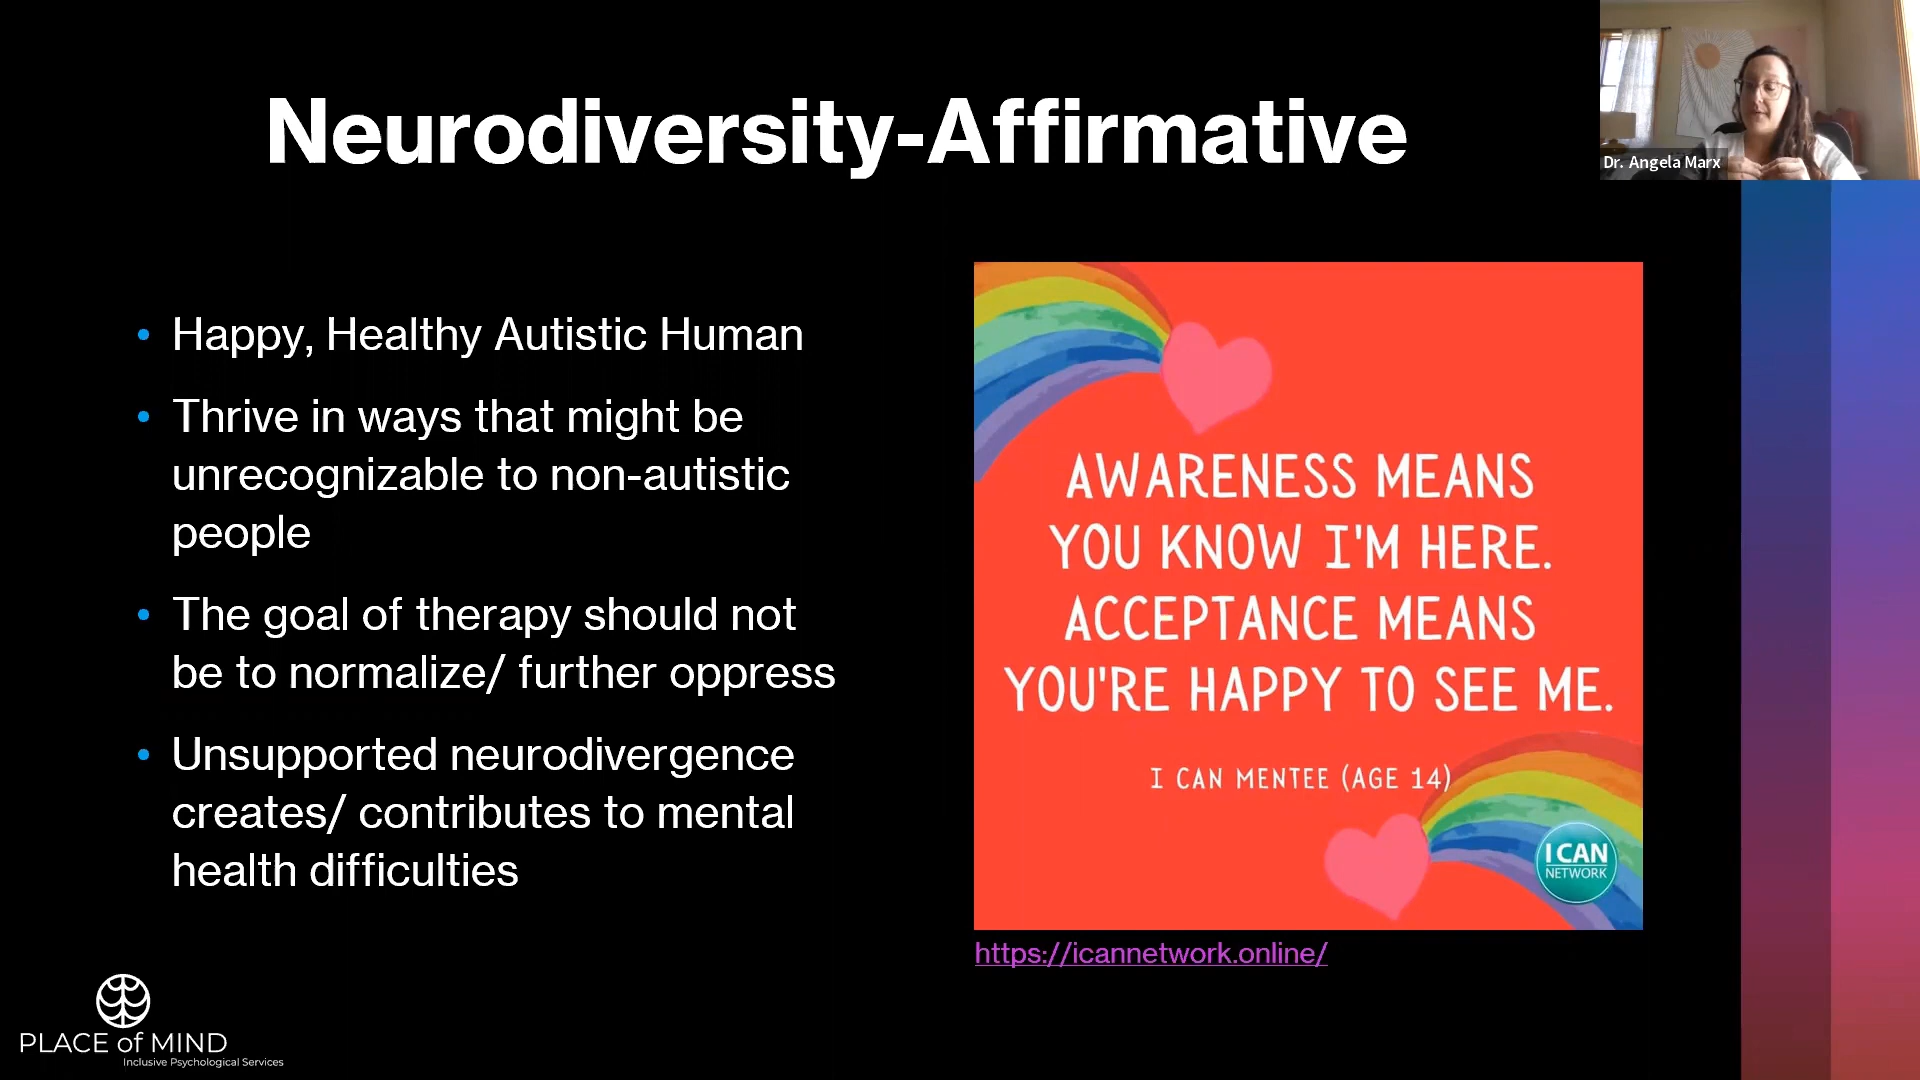 Neurodiversity-Affirmative
Dr. Angela Marx
• Happy, Healthy Autistic Human
• Thrive in ways that might be
unrecognizable to non-autistic
people
• The goal of therapy should not
be to normalize/ further oppress
• Unsupported neurodivergence
creates/ contributes to mental
health difficulties
AWARENESS MEANS
YOU KNOW I'M HERE.
ACCEPTANCE MEANS
YOU'RE HAPPY TO SEE ME.
I CAN MENTEE (AGE 14)
I CAN
NETWORK
https://icannetwork.online/
PLACE of MIND
Inclusive Psychological Services